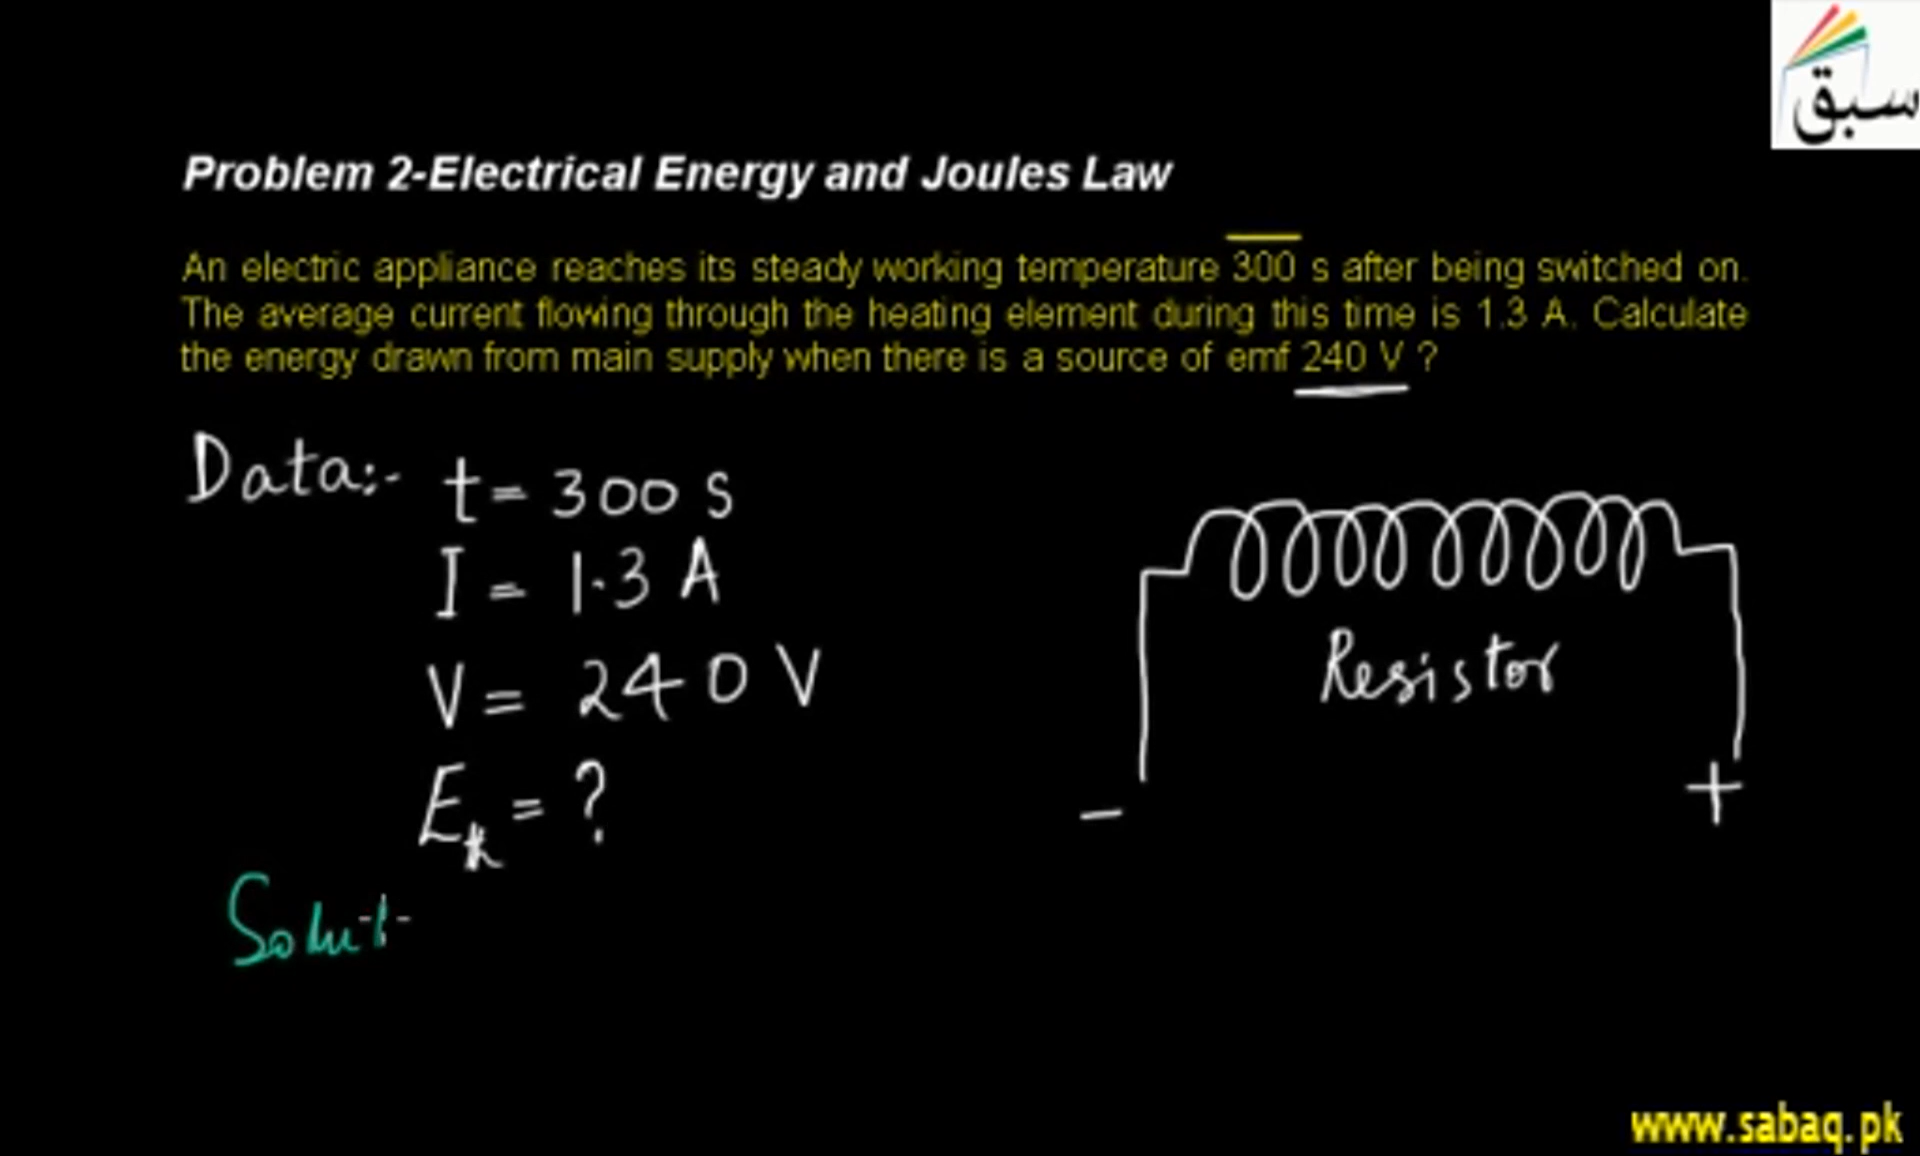 سبق
Problem 2-Electrical Energy and Joules Law
An electric appliance reaches its steady working temperature 300 s after being switched on.
The average current flowing through the heating element during this time is 1.3 A. Calculate
the energy drawn from main supply when there is a source of emf 240 V ?
Data:- t = 300 s
I = 1.3 A
V = 240 V
E = ?
Resistor
- +
Solut:-
www.sabaq.pk